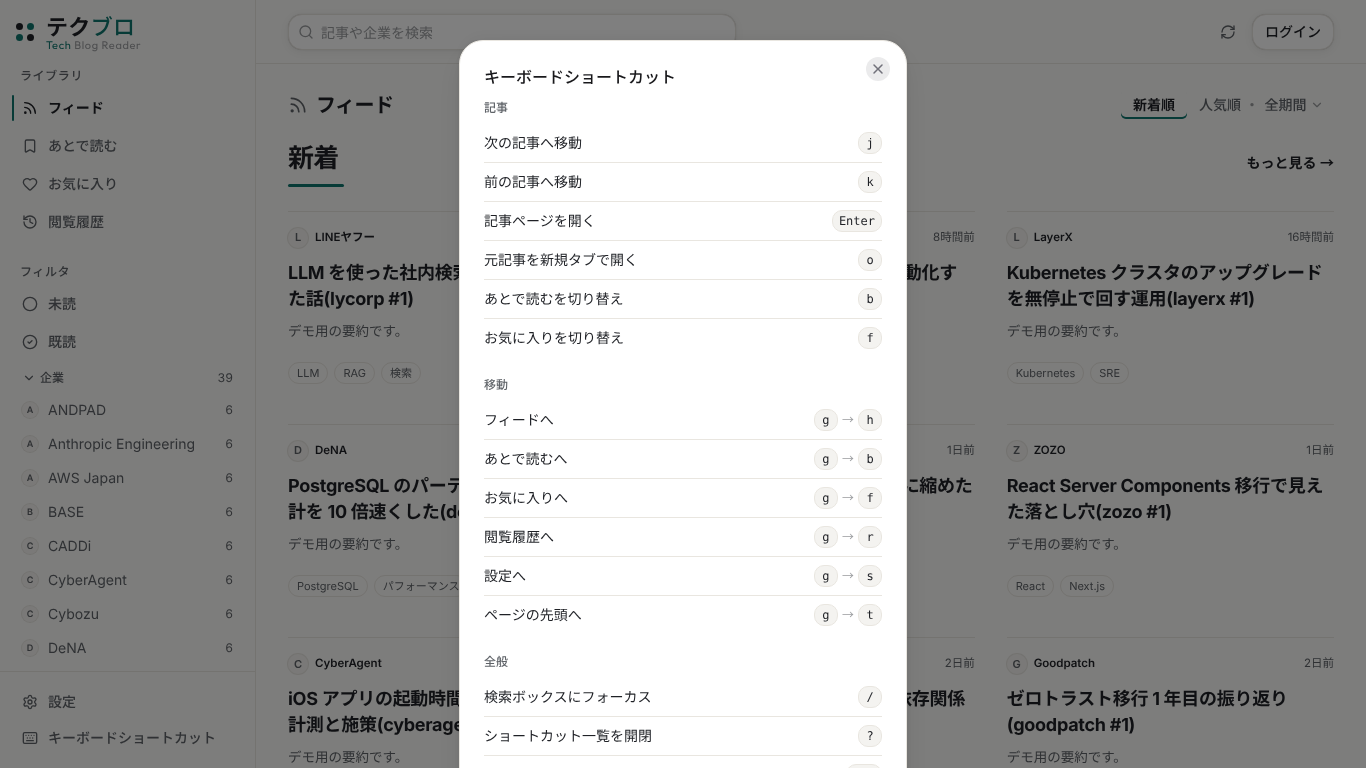 テクブロ
Tech Blog Reader
ライブラリ
フィード
あとで読む
お気に入り
閲覧履歴
フィルタ
未読
既読
企業 39
A ANDPAD 6
A Anthropic Engineering 6
A AWS Japan 6
B BASE 6
C CADDi 6
C CyberAgent 6
C Cybozu 6
D DeNA 6
設定
キーボードショートカット
記事や企業を検索
ログイン
フィード
新着順 人気順 • 全期間
新着
もっと見る →
L LINEヤフー
LLM を使った社内検
た話(lycorp #1)
デモ用の要約です。
LLM RAG 検索
8時間前
動化す
L LayerX 16時間前
Kubernetes クラスタのアップグレード
を無停止で回す運用(layerx #1)
デモ用の要約です。
Kubernetes SRE
D DeNA
PostgreSQL のパーテ
計を 10 倍速くした(d
デモ用の要約です。
PostgreSQL パフォーマンス
1日前
に縮めた
Z ZOZO 1日前
React Server Components 移行で見え
た落とし穴(zozo #1)
デモ用の要約です。
React Next.js
C CyberAgent
iOS アプリの起動時間
計測と施策(cyberage
デモ用の要約です。
2日前
存関係
G Goodpatch 2日前
ゼロトラスト移行 1 年目の振り返り
(goodpatch #1)
デモ用の要約です。
キーボードショートカット
記事
次の記事へ移動 j
前の記事へ移動 k
記事ページを開く Enter
元記事を新規タブで開く o
あとで読むを切り替え b
お気に入りを切り替え f
移動
フィードへ g → h
あとで読むへ g → b
お気に入りへ g → f
閲覧履歴へ g → r
設定へ g → s
ページの先頭へ g → t
全般
検索ボックスにフォーカス /
ショートカット一覧を開閉 ?